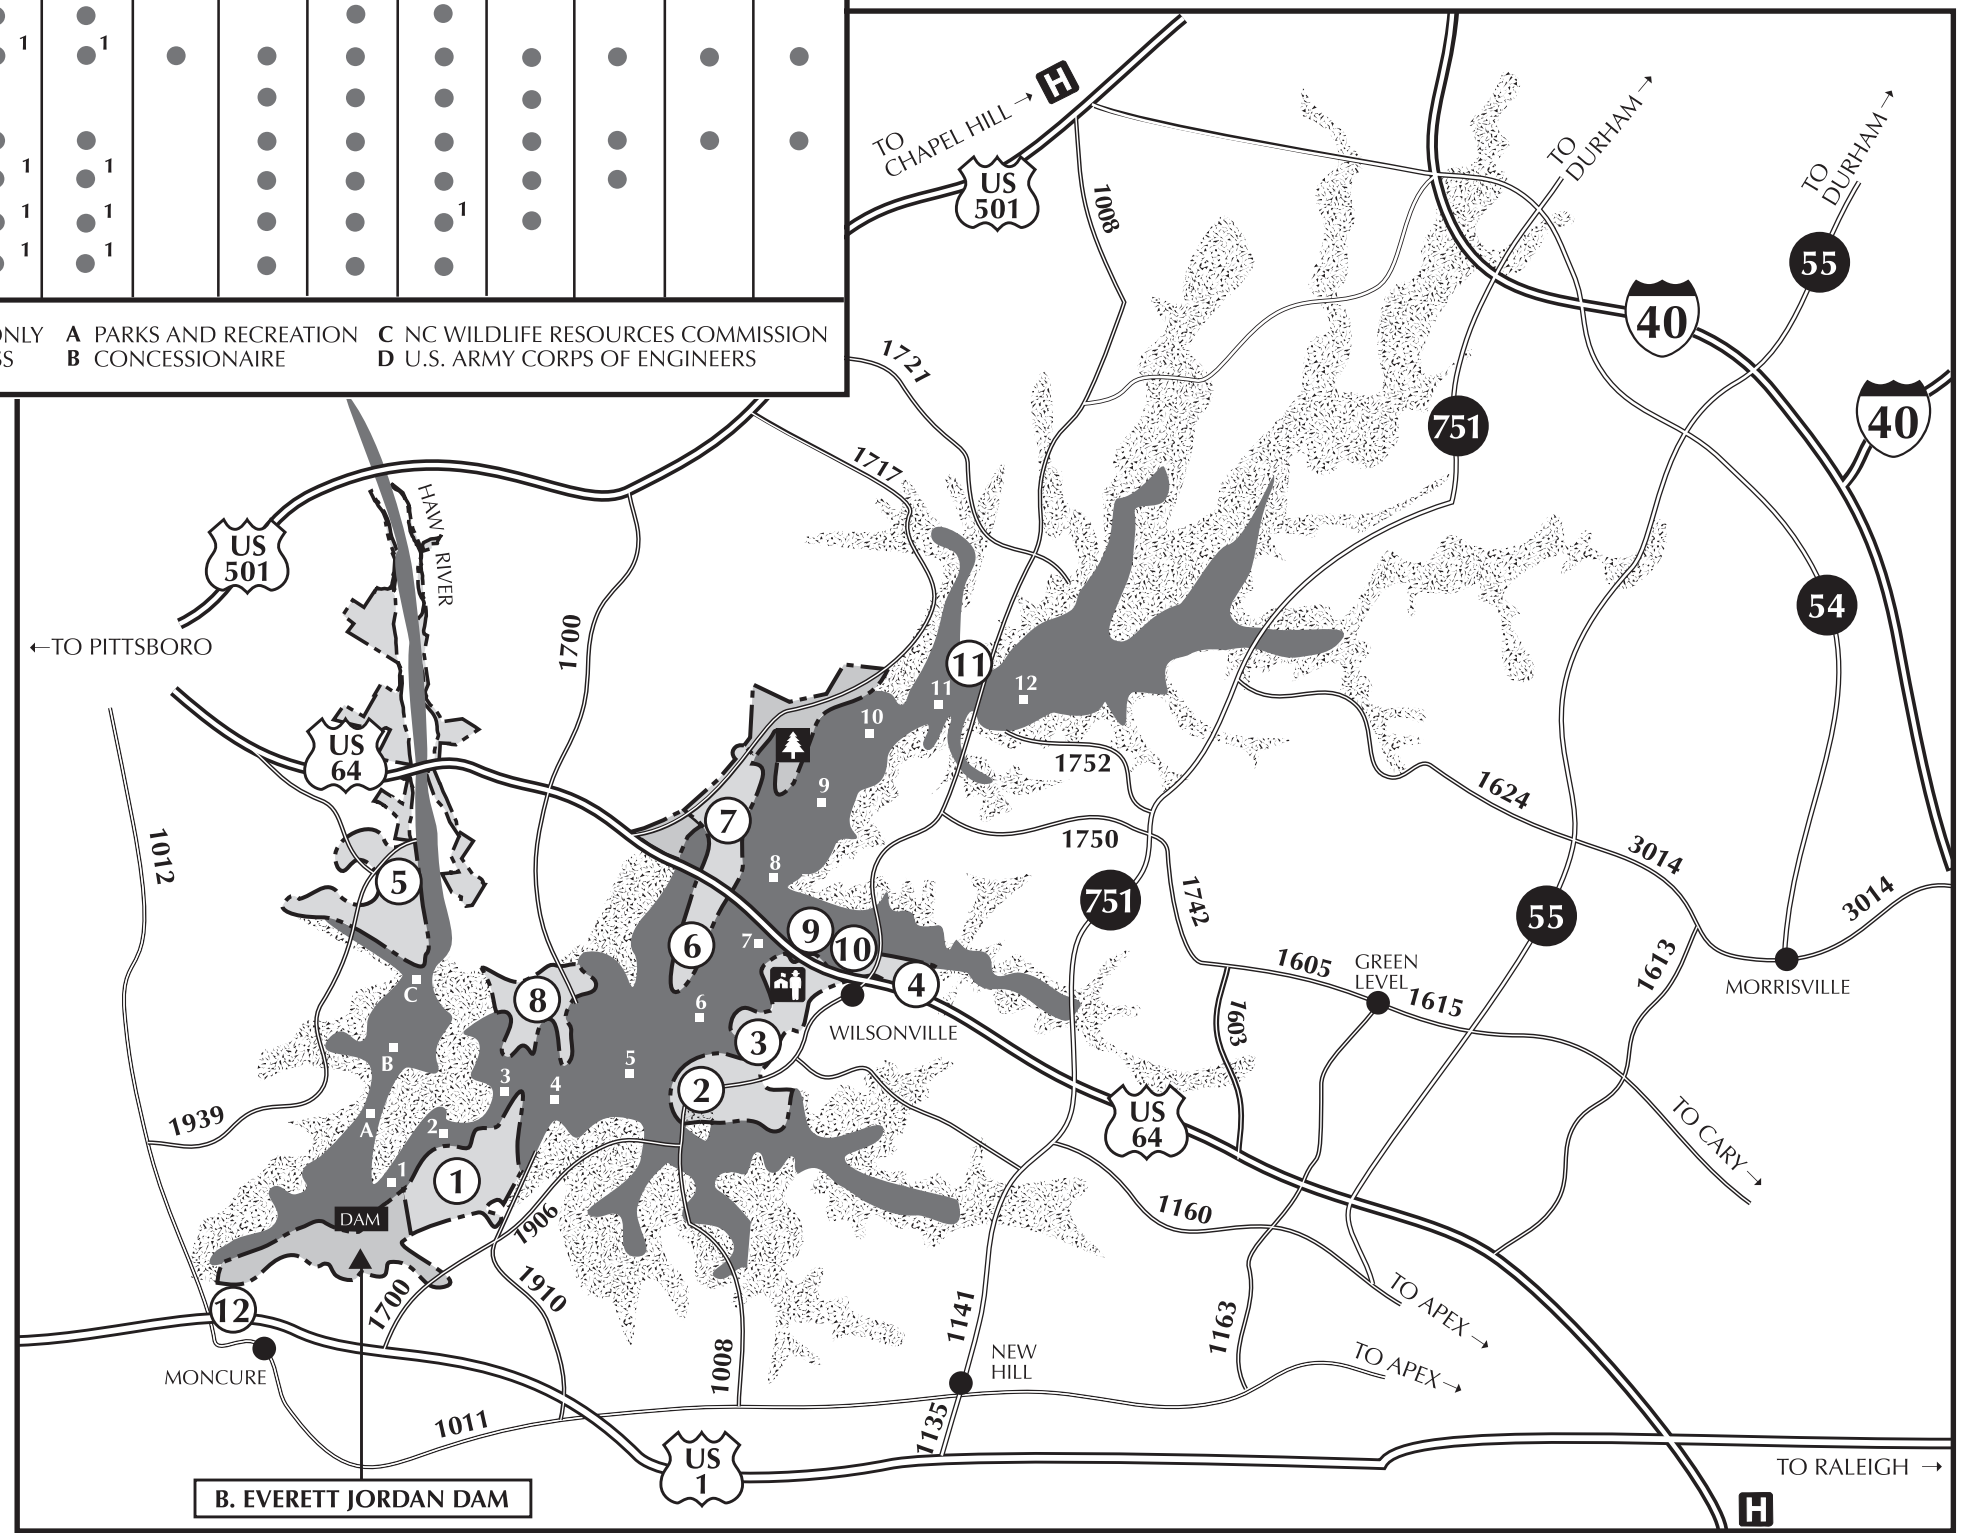 1
1
1
1
1
1
1
1
1
ONLY
A PARKS AND RECREATION
C NC WILDLIFE RESOURCES COMMISSION
B CONCESSIONAIRE
D U.S. ARMY CORPS OF ENGINEERS
TO
CHAPEL HILL →
H
US
501
1008
TO
DURHAM →
TO
DURHAM →
55
40
40
1721
751
1717
HAW RIVER
US
501
←TO PITTSBORO
1700
54
11
11
12
10
US
64
1752
1624
9
7
1750
1012
8
3014
3014
5
751
1742
55
9
10
6
7
1605
GREEN
LEVEL
1613
4
C
8
6
1615
MORRISVILLE
WILSONVILLE
1603
3
B
5
3
4
2
1939
A
2
US
64
TO CARY →
1
1
DAM
1906
1160
1700
1910
TO APEX →
12
1141
1163
MONCURE
1008
NEW
HILL
TO APEX →
1011
1135
US
1
TO RALEIGH →
B. EVERETT JORDAN DAM
H